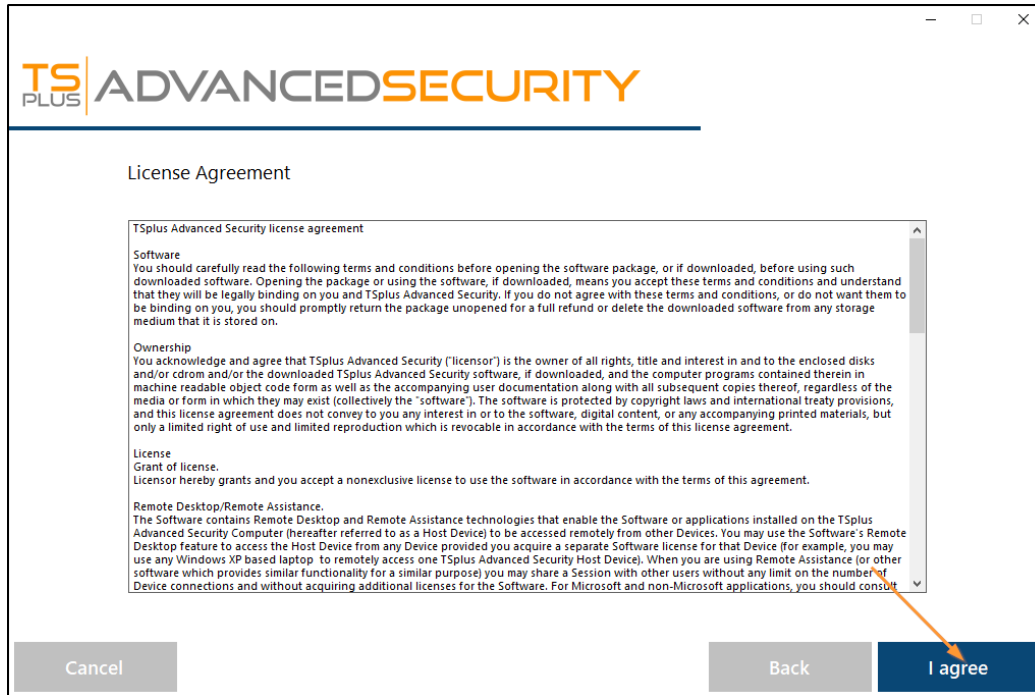 TS PLUS ADVANCEDSECURITY
License Agreement
TSplus Advanced Security license agreement
Software
You should carefully read the following terms and conditions before opening the software package, or if downloaded, before using such
downloaded software. Opening the package or using the software, if downloaded, means you accept these terms and conditions and understand
that they will be legally binding on you and TSplus Advanced Security. If you do not agree with these terms and conditions, or do not want them to
be binding on you, you should promptly return the package unopened for a full refund or delete the downloaded software from any storage
medium that it is stored on.
Ownership
You acknowledge and agree that TSplus Advanced Security ("licensor") is the owner of all rights, title and interest in and to the enclosed disks
and/or cdrom and/or the downloaded TSplus Advanced Security software, if downloaded, and the computer programs contained therein in
machine readable object code form as well as the accompanying user documentation along with all subsequent copies thereof, regardless of the
media or form in which they may exist (collectively the "software"). The software is protected by copyright laws and international treaty provisions,
and this license agreement does not convey to you any interest in or to the software, digital content, or any accompanying printed materials, but
only a limited right of use and limited reproduction which is revocable in accordance with the terms of this license agreement.
License
Grant of license.
Licensor hereby grants and you accept a nonexclusive license to use the software in accordance with the terms of this agreement.
Remote Desktop/Remote Assistance.
The Software contains Remote Desktop and Remote Assistance technologies that enable the Software or applications installed on the TSplus
Advanced Security Computer (hereafter referred to as a Host Device) to be accessed remotely from other Devices. You may use the Software's Remote
Desktop feature to access the Host Device from any Device provided you acquire a separate Software license for that Device (for example, you may
use any Windows XP based laptop to remotely access one TSplus Advanced Security Host Device). When you are using Remote Assistance (or other
software which provides similar functionality for a similar purpose) you may share a Session with other users without any limit on the number of
Device connections and without acquiring additional licenses for the Software. For Microsoft and non-Microsoft applications, you should consult
Cancel
Back
I agree